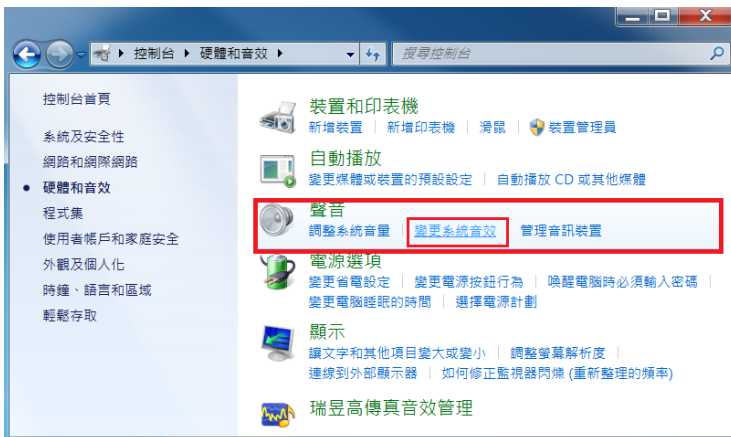 控制台 硬體和音效 搜尋控制台
控制台首頁
系統及安全性
網路和網際網路
硬體和音效
程式集
使用者帳戶和家庭安全
外觀及個人化
時鐘、語言和區域
輕鬆存取
裝置和印表機
新增裝置 新增印表機 滑鼠 裝置管理員
自動播放
變更媒體或裝置的預設設定 自動播放 CD 或其他媒體
聲音
調整系統音量 變更系統音效 管理音訊裝置
電源選項
變更省電設定 變更電源按鈕行為 喚醒電腦時必須輸入密碼
變更電腦睡眠的時間 選擇電源計劃
顯示
讓文字和其他項目變大或變小 調整螢幕解析度
連線到外部顯示器 如何修正監視器閃爍 (重新整理的頻率)
瑞昱高傳真音效管理